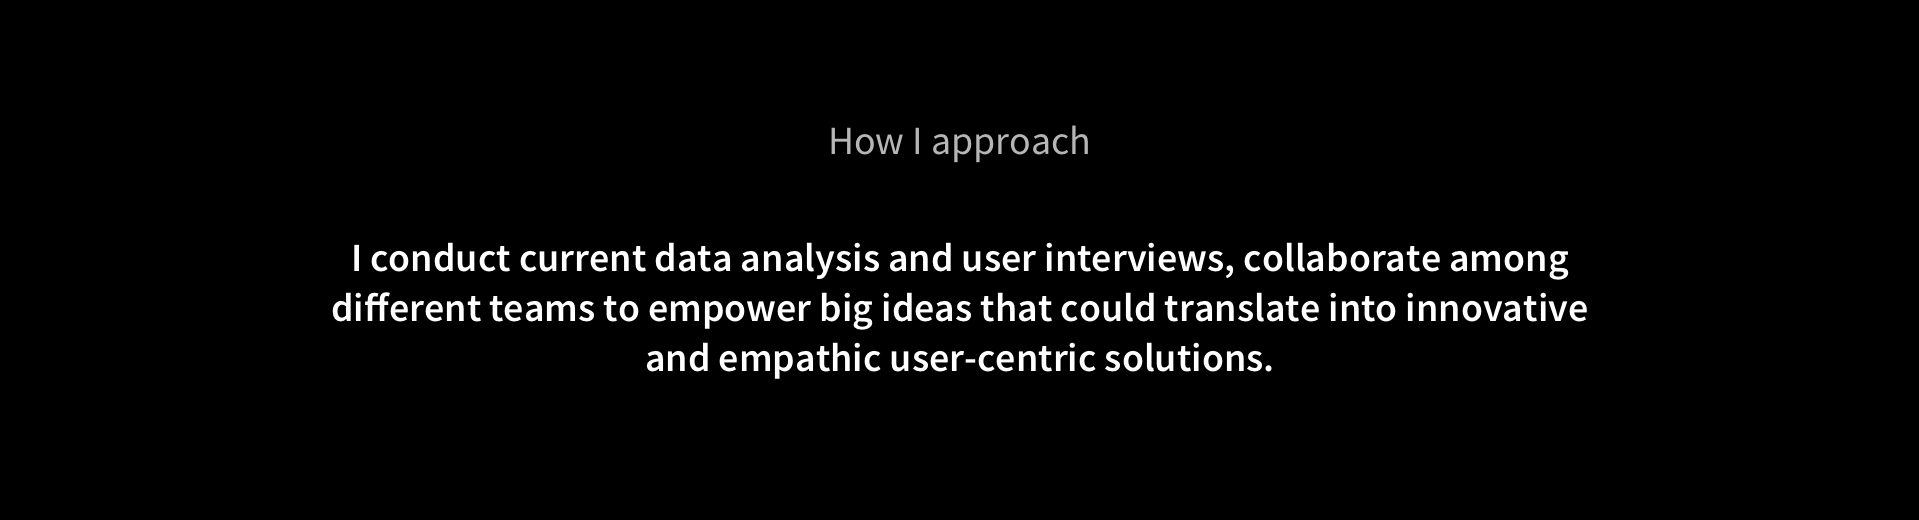 How I approach
I conduct current data analysis and user interviews, collaborate among
different teams to empower big ideas that could translate into innovative
and empathic user-centric solutions.